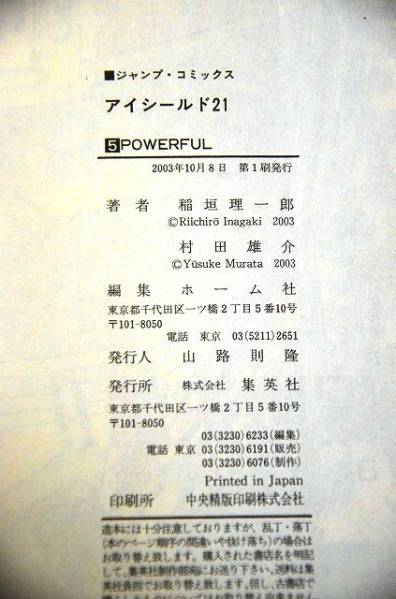 ■ジャンプ・コミックス
アイシールド21
5 POWERFUL
2003年10月8日 第1刷発行
著者 稲垣理一郎
©Riichirō Inagaki 2003
村田雄介
©Yūsuke Murata 2003
編集 ホーム社
東京都千代田区一ツ橋2丁目5番10号
〒101-8050
電話 東京 03(5211)2651
発行人 山路則隆
発行所 株式会社 集英社
東京都千代田区一ツ橋2丁目5番10号
〒101-8050
03(3230)6233(編集)
電話 東京 03(3230)6191(販売)
03(3230)6076(制作)
Printed in Japan
印刷所 中央精版印刷株式会社
造本には十分注意しておりますが、乱丁・落丁
(本のページ順序の間違いや抜け落ち)の場合は
お取り替え致します。購入された書店名を明記
して、集英社制作部宛にお送り下さい。送料は集
英社負担でお取り替え致します。但し、古書店で